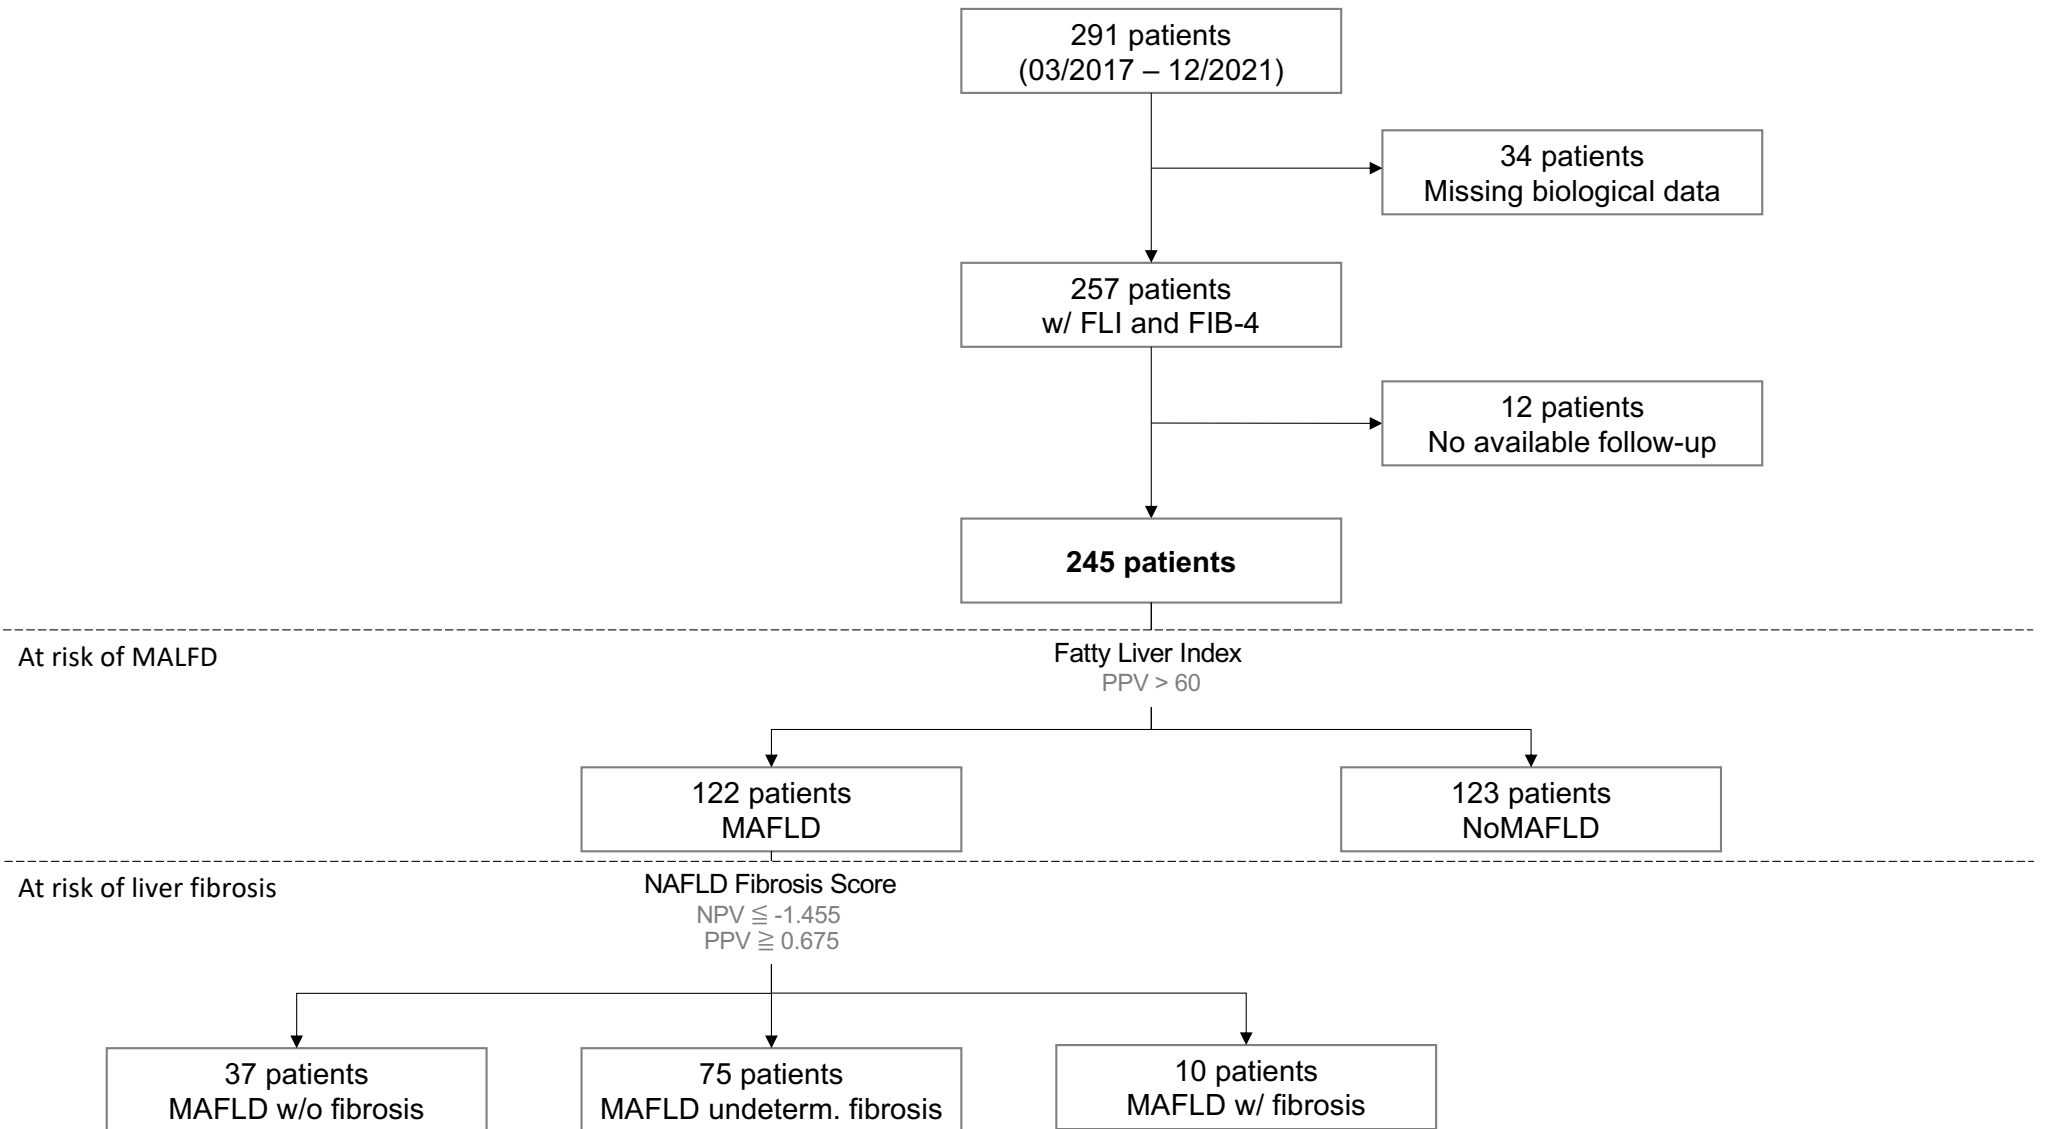 291 patients
(03/2017 – 12/2021)
34 patients
Missing biological data
257 patients
w/ FLI and FIB-4
12 patients
No available follow-up
245 patients
At risk of MALFD
Fatty Liver Index
PPV > 60
122 patients
MAFLD
123 patients
NoMAFLD
At risk of liver fibrosis
NAFLD Fibrosis Score
NPV ≦ -1.455
PPV ≧ 0.675
37 patients
MAFLD w/o fibrosis
75 patients
MAFLD undeterm. fibrosis
10 patients
MAFLD w/ fibrosis